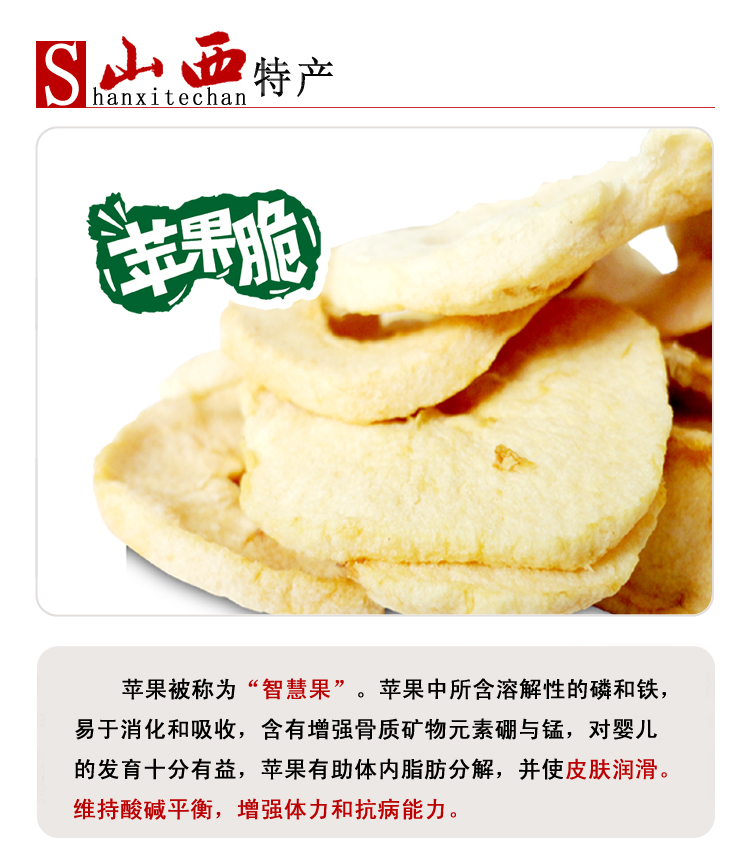 山西特产
Shanxitechan
苹果脆
苹果被称为“智慧果”。苹果中所含溶解性的磷和铁，
易于消化和吸收，含有增强骨质矿物元素硼与锰，对婴儿
的发育十分有益，苹果有助体内脂肪分解，并使皮肤润滑。
维持酸碱平衡，增强体力和抗病能力。